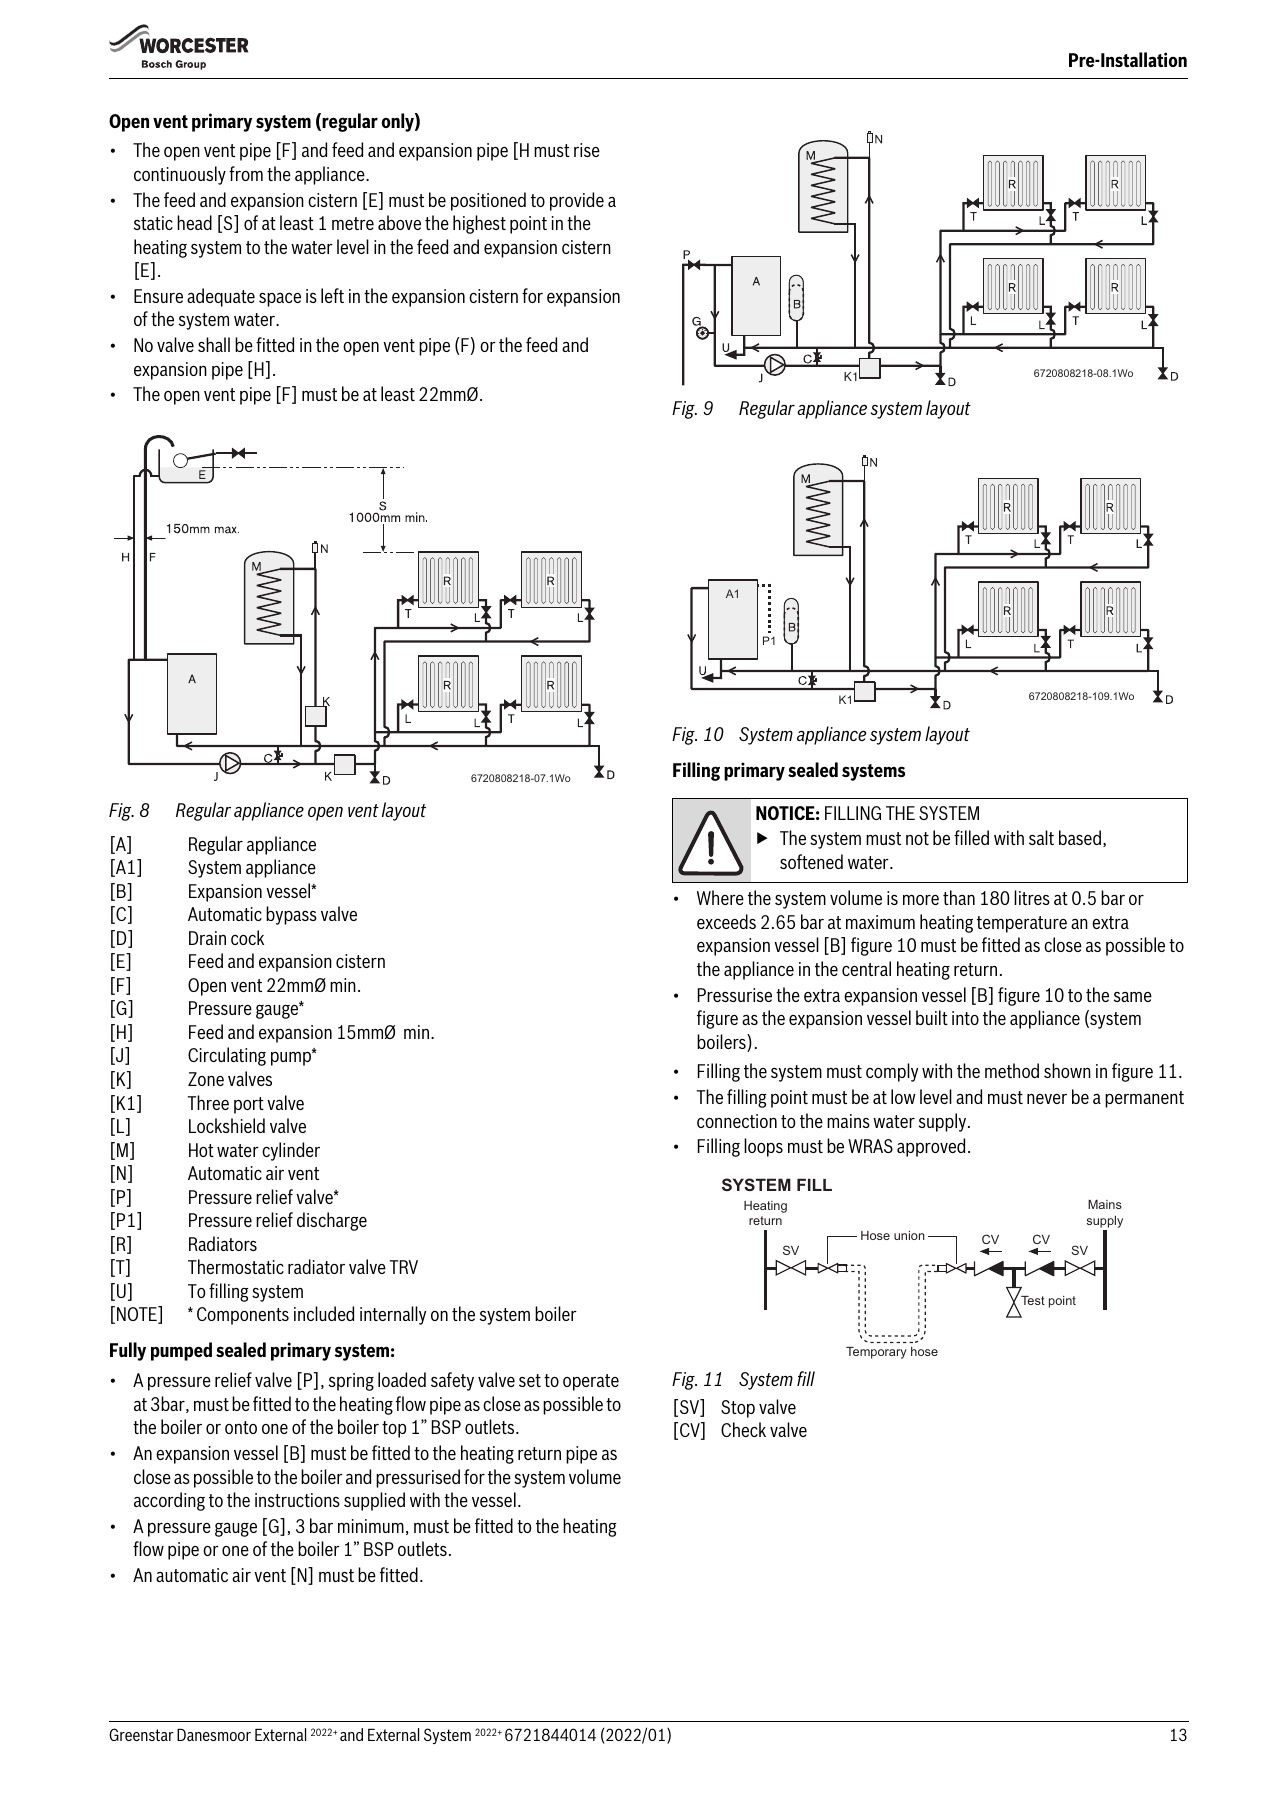 WORCESTER
Bosch Group
Pre-Installation
Open vent primary system (regular only)
• The open vent pipe [F] and feed and expansion pipe [H must rise
continuously from the appliance.
• The feed and expansion cistern [E] must be positioned to provide a
static head [S] of at least 1 metre above the highest point in the
heating system to the water level in the feed and expansion cistern
[E].
• Ensure adequate space is left in the expansion cistern for expansion
of the system water.
• No valve shall be fitted in the open vent pipe (F) or the feed and
expansion pipe [H].
• The open vent pipe [F] must be at least 22mmØ.
E
S
1000mm min.
150mm max.
H F
N
M
R R
T L T L
A
R R
K
L L T L
C
J K D
6720808218-07.1Wo
D
Fig. 8 Regular appliance open vent layout
[A] Regular appliance
[A1] System appliance
[B] Expansion vessel*
[C] Automatic bypass valve
[D] Drain cock
[E] Feed and expansion cistern
[F] Open vent 22mmØ min.
[G] Pressure gauge*
[H] Feed and expansion 15mmØ min.
[J] Circulating pump*
[K] Zone valves
[K1] Three port valve
[L] Lockshield valve
[M] Hot water cylinder
[N] Automatic air vent
[P] Pressure relief valve*
[P1] Pressure relief discharge
[R] Radiators
[T] Thermostatic radiator valve TRV
[U] To filling system
[NOTE] * Components included internally on the system boiler
Fully pumped sealed primary system:
• A pressure relief valve [P], spring loaded safety valve set to operate
at 3bar, must be fitted to the heating flow pipe as close as possible to
the boiler or onto one of the boiler top 1” BSP outlets.
• An expansion vessel [B] must be fitted to the heating return pipe as
close as possible to the boiler and pressurised for the system volume
according to the instructions supplied with the vessel.
• A pressure gauge [G], 3 bar minimum, must be fitted to the heating
flow pipe or one of the boiler 1” BSP outlets.
• An automatic air vent [N] must be fitted.
N
M
R R
T L T L
P
A
B
R R
G
L L T L
U
C
J K1 D
6720808218-08.1Wo
D
Fig. 9 Regular appliance system layout
N
M
R R
T L T L
A1
B
P1
R R
L L T L
U
C
K1 D
6720808218-109.1Wo
D
Fig. 10 System appliance system layout
Filling primary sealed systems
NOTICE: FILLING THE SYSTEM
▶ The system must not be filled with salt based,
softened water.
• Where the system volume is more than 180 litres at 0.5 bar or
exceeds 2.65 bar at maximum heating temperature an extra
expansion vessel [B] figure 10 must be fitted as close as possible to
the appliance in the central heating return.
• Pressurise the extra expansion vessel [B] figure 10 to the same
figure as the expansion vessel built into the appliance (system
boilers).
• Filling the system must comply with the method shown in figure 11.
• The filling point must be at low level and must never be a permanent
connection to the mains water supply.
• Filling loops must be WRAS approved.
SYSTEM FILL
Heating
return
Mains
supply
Hose union
SV
CV CV SV
Test point
Temporary hose
Fig. 11 System fill
[SV] Stop valve
[CV] Check valve
Greenstar Danesmoor External 2022+ and External System 2022+ 6721844014 (2022/01)
13